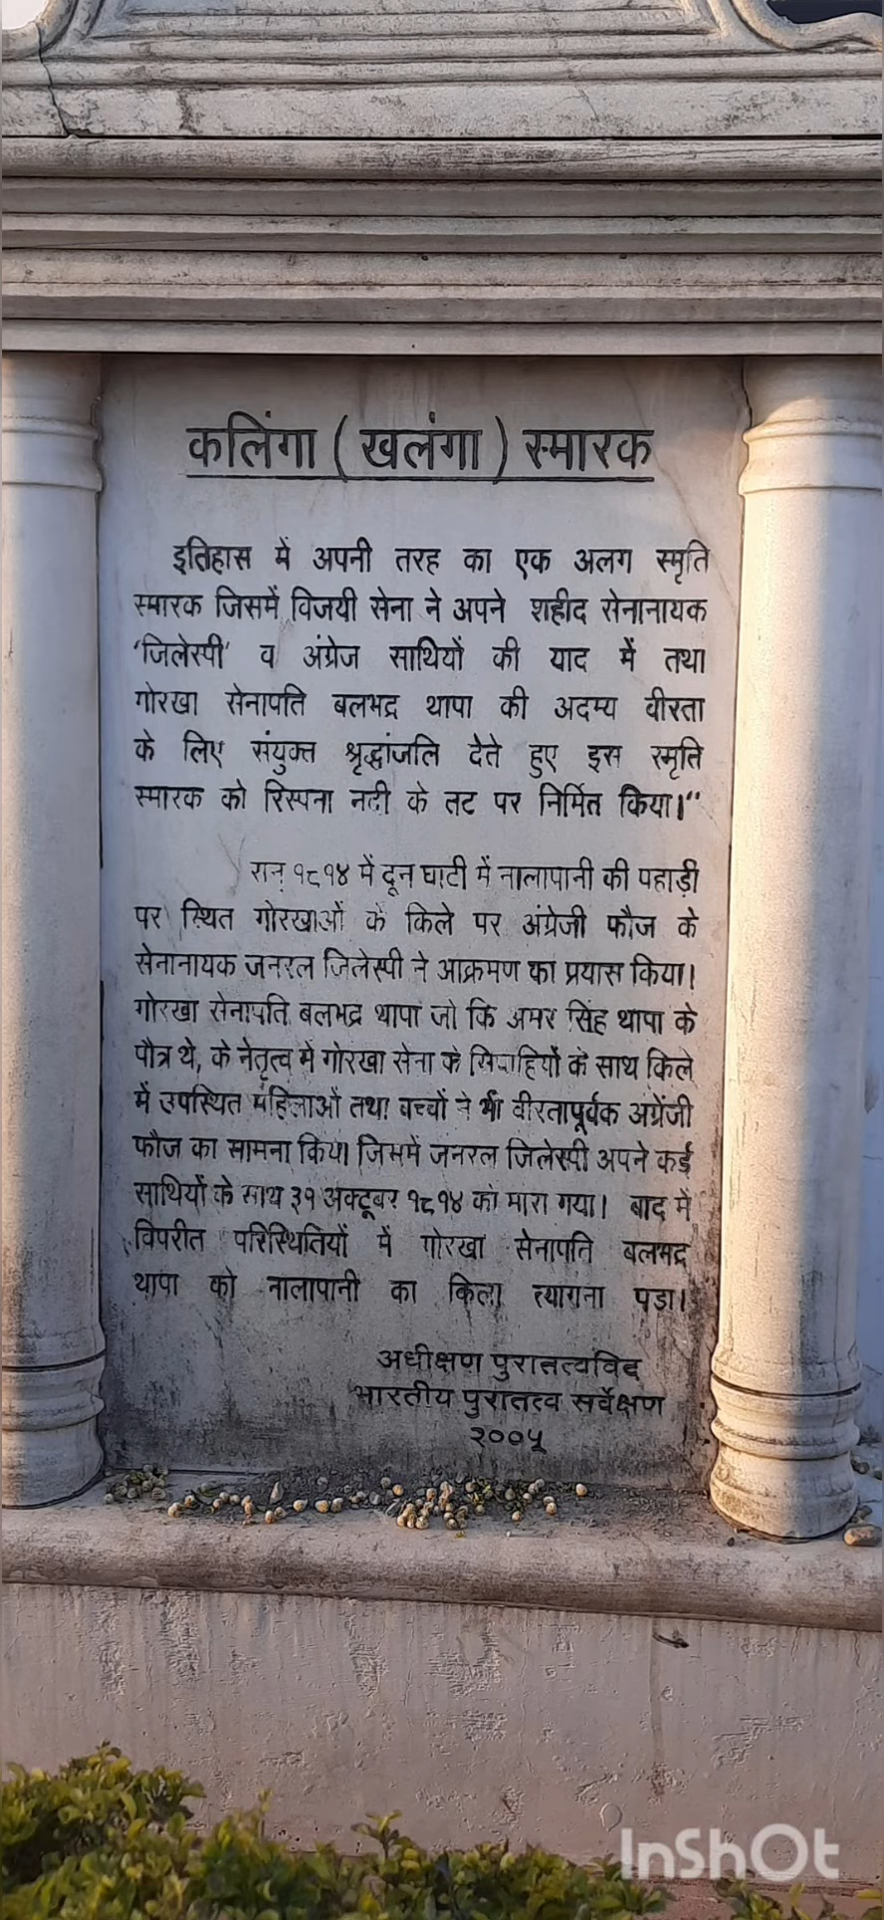 कलिंगा ( खलंगा ) स्मारक
इतिहास में अपनी तरह का एक अलग स्मृति
स्मारक जिसमें विजयी सेना ने अपने शहीद सेनानायक
‘जिलेस्पी’ व अंग्रेज साथियों की याद में तथा
गोरखा सेनापति बलभद्र थापा की अदम्य वीरता
के लिए संयुक्त श्रृद्धांजलि देते हुए इस स्मृति
स्मारक को रिस्पना नदी के तट पर निर्मित किया।"
सन् १८१४ में दून घाटी में नालापानी की पहाड़ी
पर स्थित गोरखाओं के किले पर अंग्रेजी फौज के
सेनानायक जनरल जिलेस्पी ने आक्रमण का प्रयास किया।
गोरखा सेनापति बलभद्र थापा जो कि अमर सिंह थापा के
पौत्र थे, के नेतृत्व में गोरखा सेना के सिपाहियों के साथ किले
में उपस्थित महिलाओं तथा बच्चों ने भी वीरतापूर्वक अंग्रेंजी
फौज का सामना किया जिसमें जनरल जिलेस्पी अपने कई
साथियों के साथ ३१ अक्टूबर १८१४ को मारा गया। बाद में
विपरीत परिस्थितियों में गोरखा सेनापति बलभद्र
थापा को नालापानी का किला त्यागना पड़ा।
अधीक्षण पुरातत्वविद
भारतीय पुरातत्व सर्वेक्षण
२००५
InShOt